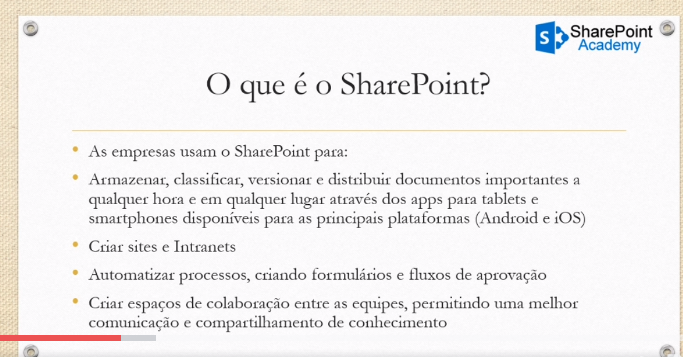 S
SharePoint
Academy
O que é o SharePoint?
As empresas usam o SharePoint para:
Armazenar, classificar, versionar e distribuir documentos importantes a
qualquer hora e em qualquer lugar através dos apps para tablets e
smartphones disponíveis para as principais plataformas (Android e iOS)
Criar sites e Intranets
Automatizar processos, criando formulários e fluxos de aprovação
Criar espaços de colaboração entre as equipes, permitindo uma melhor
comunicação e compartilhamento de conhecimento